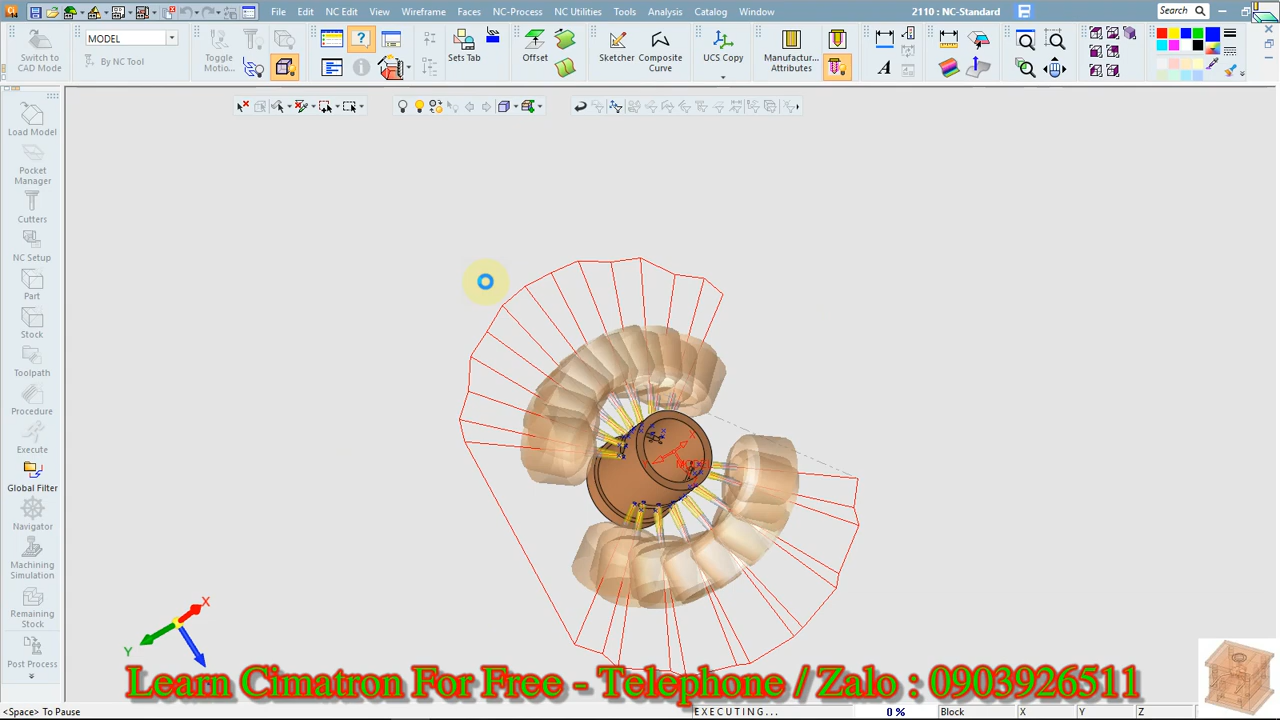 File Edit NC Edit View Wireframe Faces NC-Process NC Utilities Tools Analysis Catalog Window 2110 : NC-Standard Search
Switch to
CAD Mode
MODEL
By NC Tool
Toggle
Motion...
Sets Tab
Offset
Sketcher
Composite
Curve
UCS Copy
Manufactur...
Attributes
Load Model
Pocket
Manager
Cutters
NC Setup
Part
Stock
Toolpath
Procedure
Execute
Global Filter
Navigator
Machining
Simulation
Remaining
Stock
Post Process
X
Y
Learn Cimatron For Free - Telephone / Zalo : 0903926511
<Space> To Pause EXECUTING... 0 % Block X Y Z